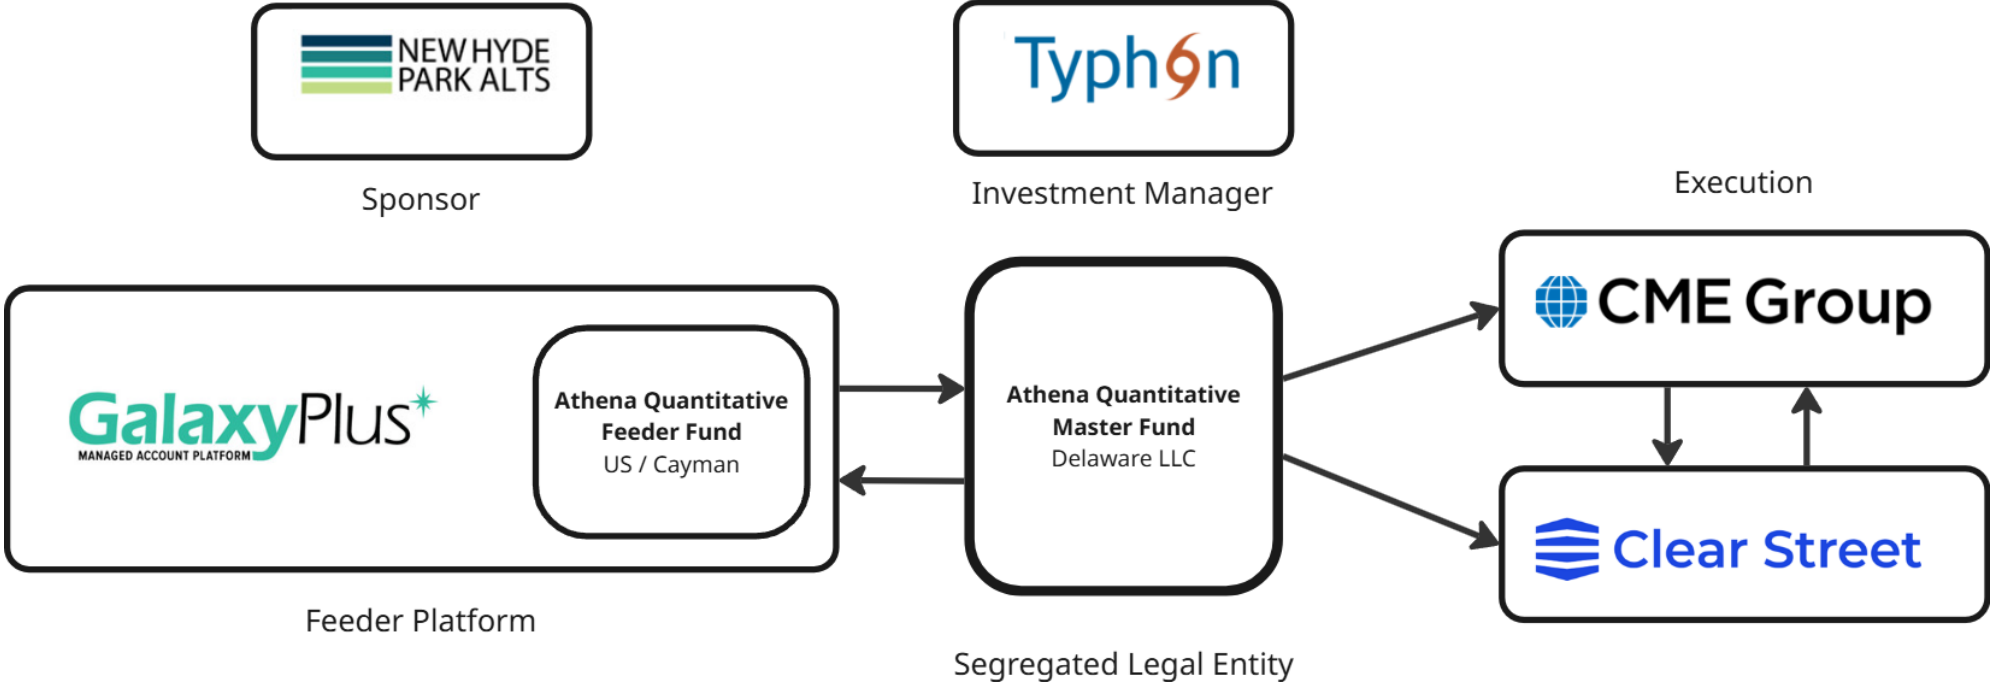 NEW HYDE
PARK ALTS
Sponsor
Typhon
Investment Manager
Execution
CME Group
GalaxyPlus
MANAGED ACCOUNT PLATFORM
Athena Quantitative
Feeder Fund
US / Cayman
Feeder Platform
Athena Quantitative
Master Fund
Delaware LLC
Segregated Legal Entity
Clear Street